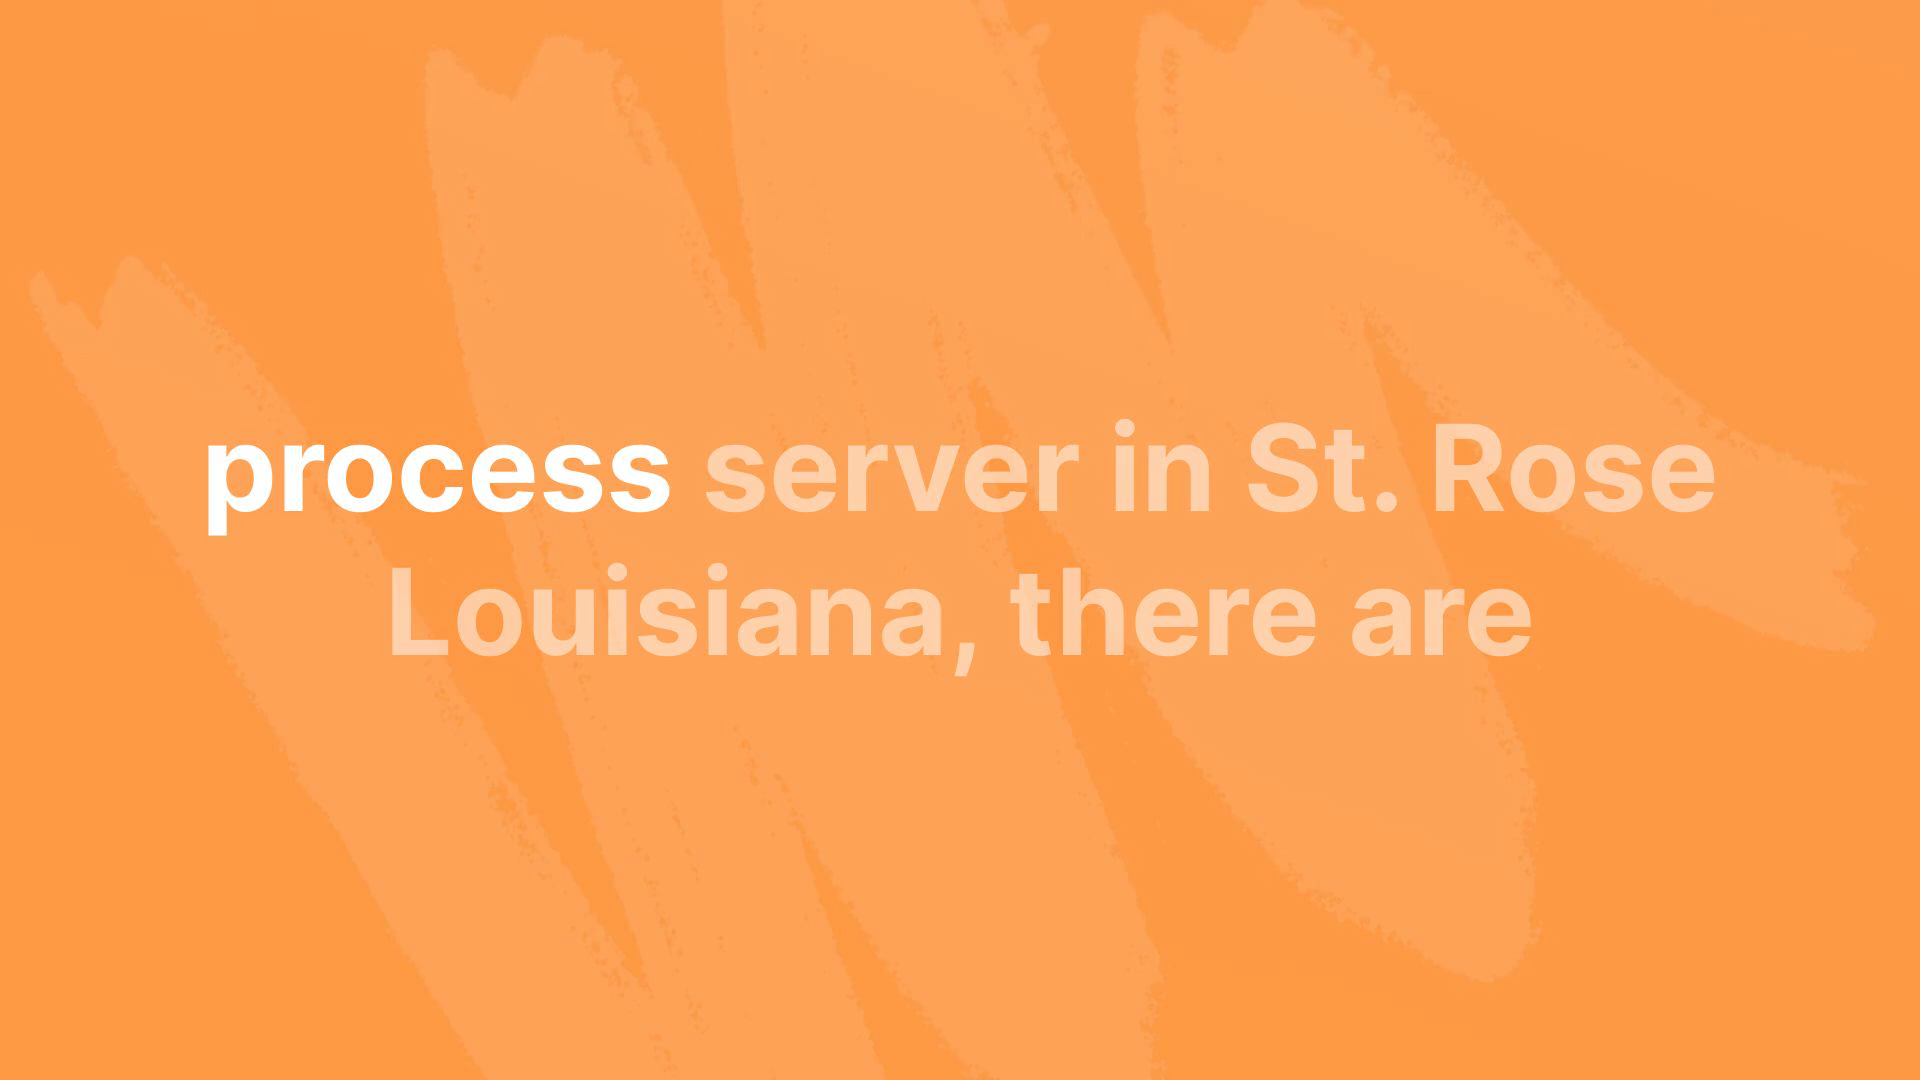 process server in St. Rose
Louisiana, there are